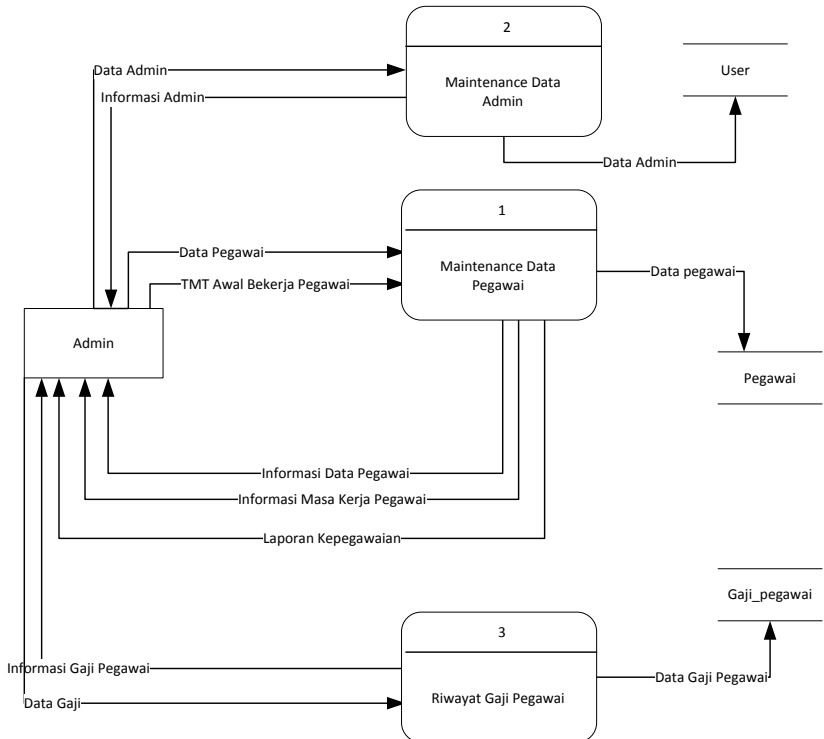 2
Data Admin
User
Maintenance Data
Admin
Informasi Admin
Data Admin
1
Data Pegawai
Maintenance Data
Pegawai
Data pegawai
TMT Awal Bekerja Pegawai
Admin
Pegawai
Informasi Data Pegawai
Informasi Masa Kerja Pegawai
Laporan Kepegawaian
Gaji_pegawai
3
Informasi Gaji Pegawai
Data Gaji Pegawai
Riwayat Gaji Pegawai
Data Gaji